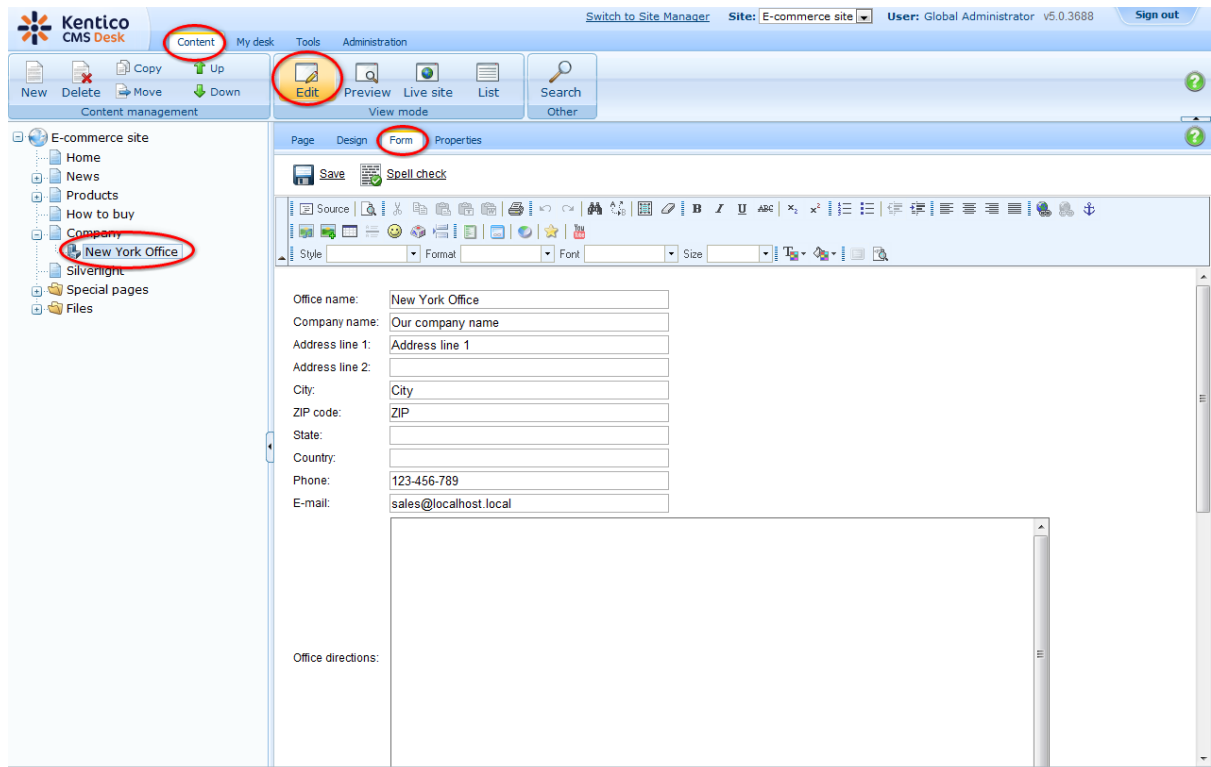 Kentico
CMS Desk
Switch to Site Manager Site: E-commerce site User: Global Administrator v5.0.3688 Sign out
Content My desk Tools Administration
New Delete Copy Move Up Down
Content management
Edit Preview Live site List
View mode
Search
Other
E-commerce site
Home
News
Products
How to buy
Company
New York Office
Silverlight
Special pages
Files
Page Design Form Properties
Save Spell check
Source B I U ABC
Style Format Font Size
Office name: New York Office
Company name: Our company name
Address line 1: Address line 1
Address line 2:
City: City
ZIP code: ZIP
State:
Country:
Phone: 123-456-789
E-mail: sales@localhost.local
Office directions: